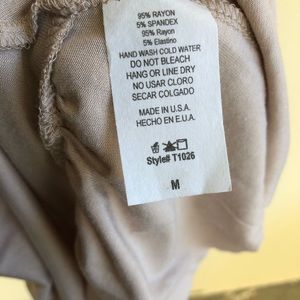 95% RAYON
5% SPANDEX
95% Rayon
5% Elastino
HAND WASH COLD WATER
DO NOT BLEACH
HANG OR LINE DRY
NO USAR CLORO
SECAR COLGADO
MADE IN U.S.A.
HECHO EN E.U.A.
Style# T1026
M